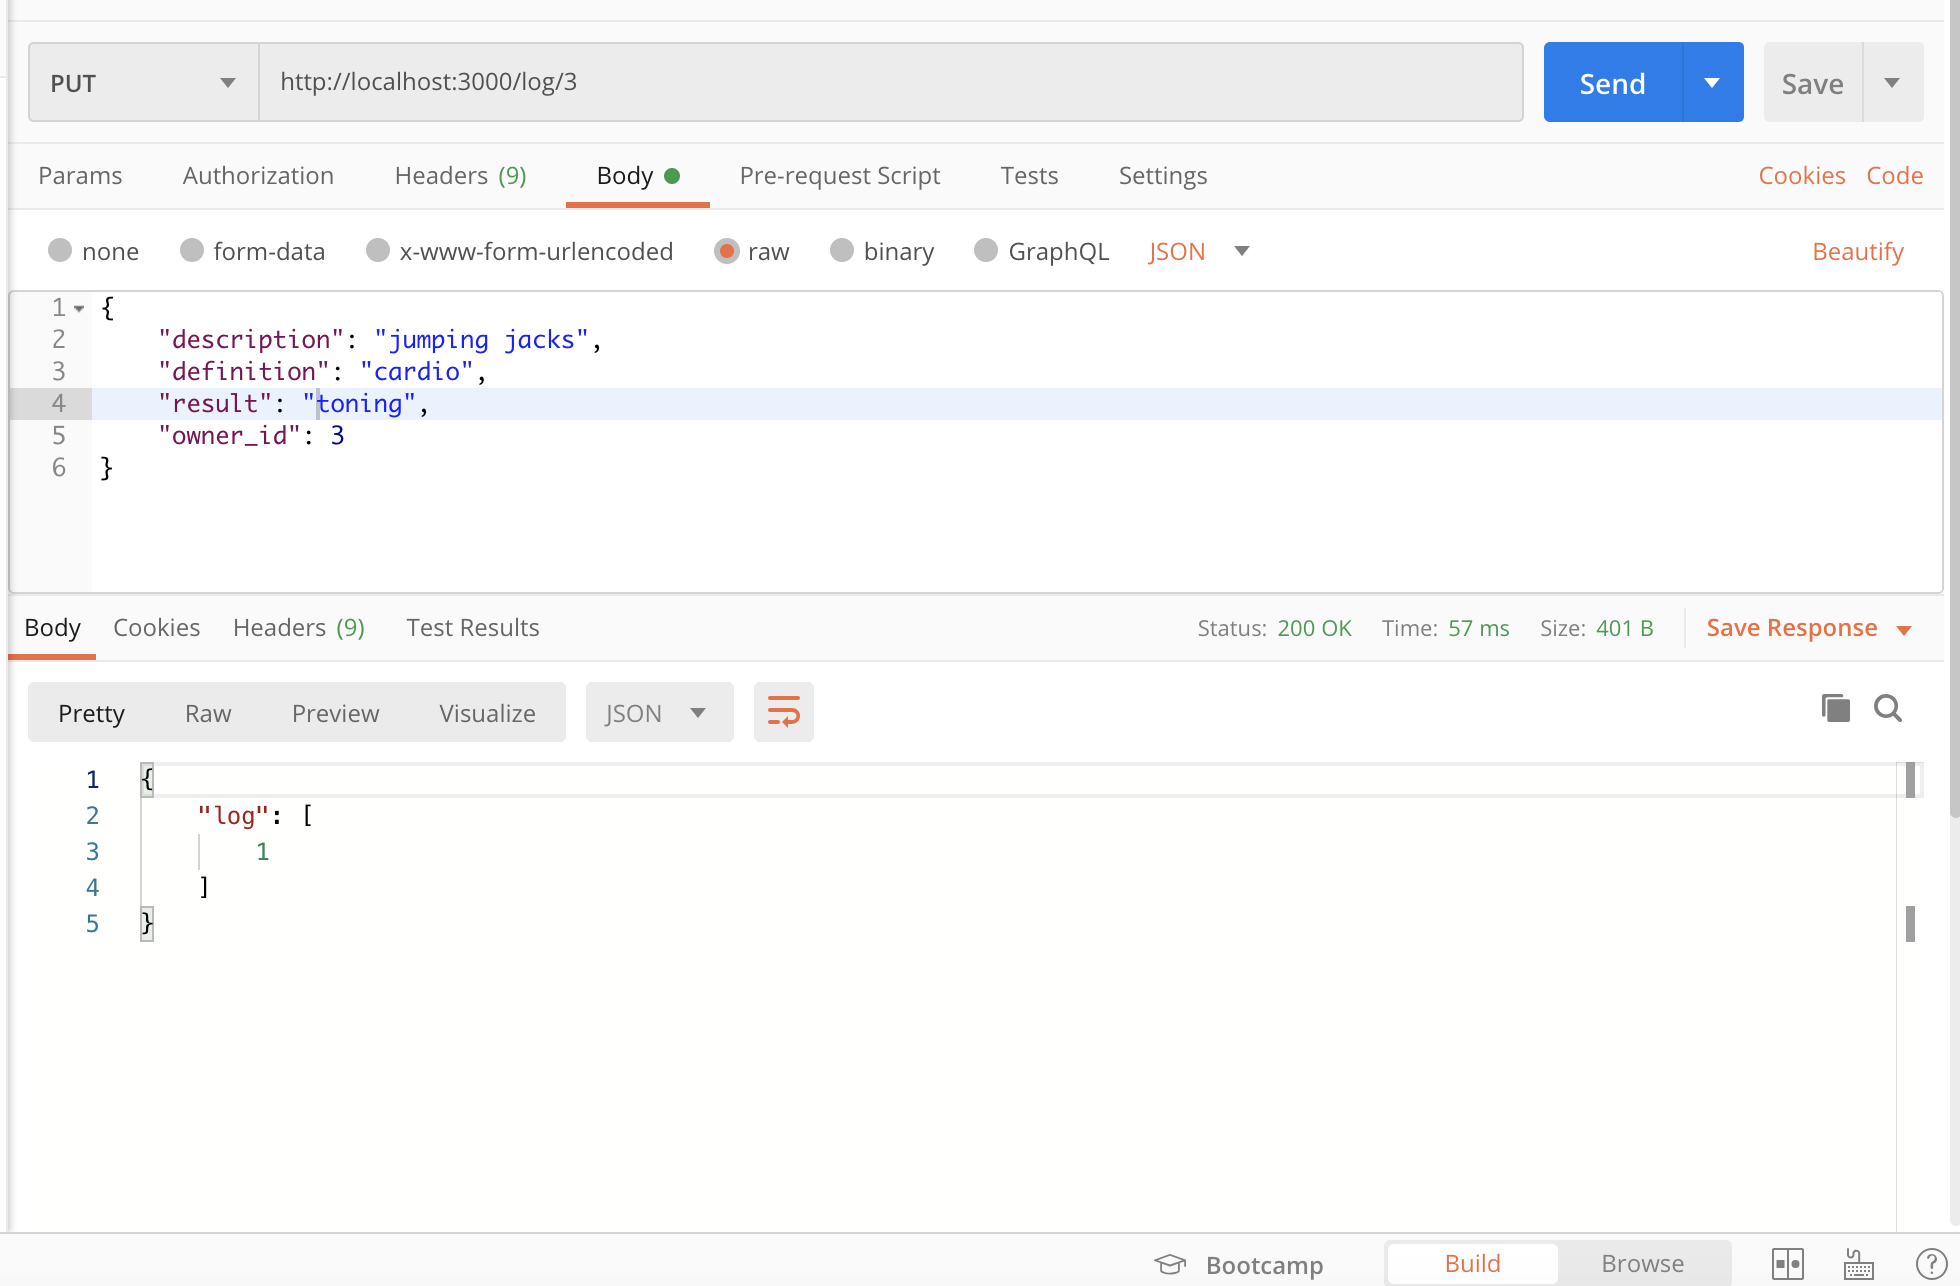 PUT http://localhost:3000/log/3 Send Save
Params Authorization Headers (9) Body Pre-request Script Tests Settings Cookies Code
none form-data x-www-form-urlencoded raw binary GraphQL JSON Beautify
1 {
2 "description": "jumping jacks",
3 "definition": "cardio",
4 "result": "toning",
5 "owner_id": 3
6 }
Body Cookies Headers (9) Test Results Status: 200 OK Time: 57 ms Size: 401 B Save Response
Pretty Raw Preview Visualize JSON
1 {
2 "log": [
3 1
4 ]
5 }
Bootcamp Build Browse ?